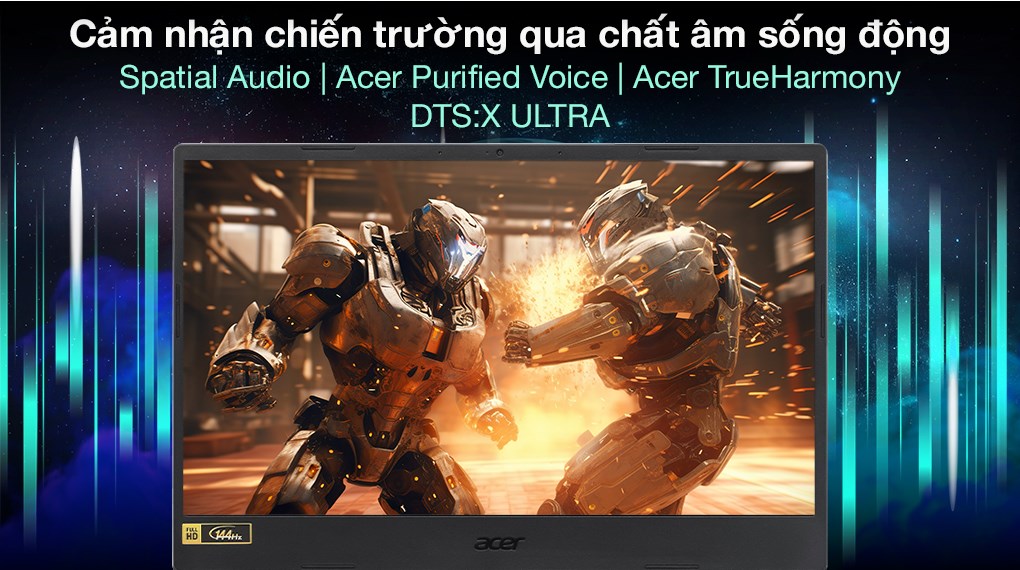 Cảm nhận chiến trường qua chất âm sống động
Spatial Audio | Acer Purified Voice | Acer TrueHarmony
DTS:X ULTRA
FULL HD 144Hz
acer